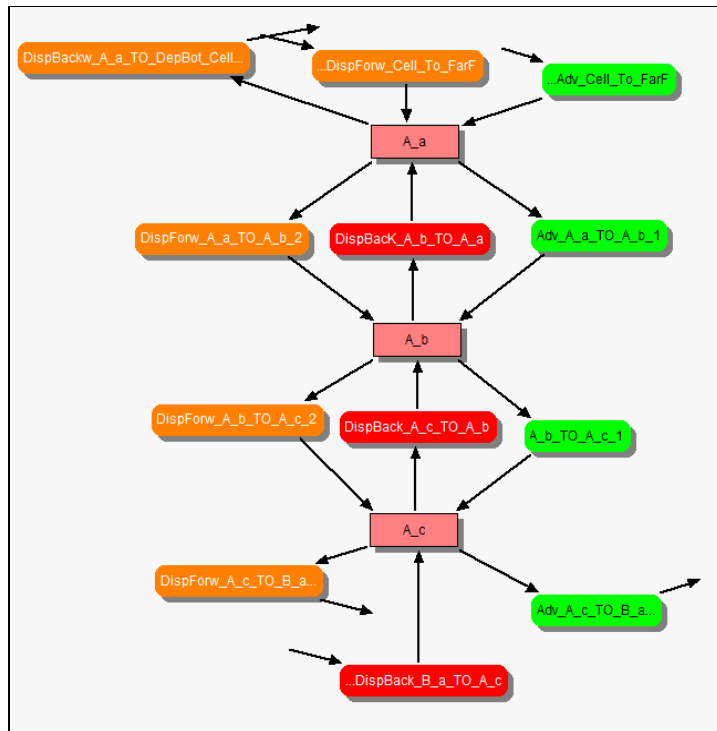 DispBackw_A_a_TO_DepBot_Cell...
...DispForw_Cell_To_FarF
...Adv_Cell_To_FarF
A_a
DispForw_A_a_TO_A_b_2
DispBacK_A_b_TO_A_a
Adv_A_a_TO_A_b_1
A_b
DispForw_A_b_TO_A_c_2
DispBack_A_c_TO_A_b
A_b_TO_A_c_1
A_c
DispForw_A_c_TO_B_a...
Adv_A_c_TO_B_a...
...DispBack_B_a_TO_A_c